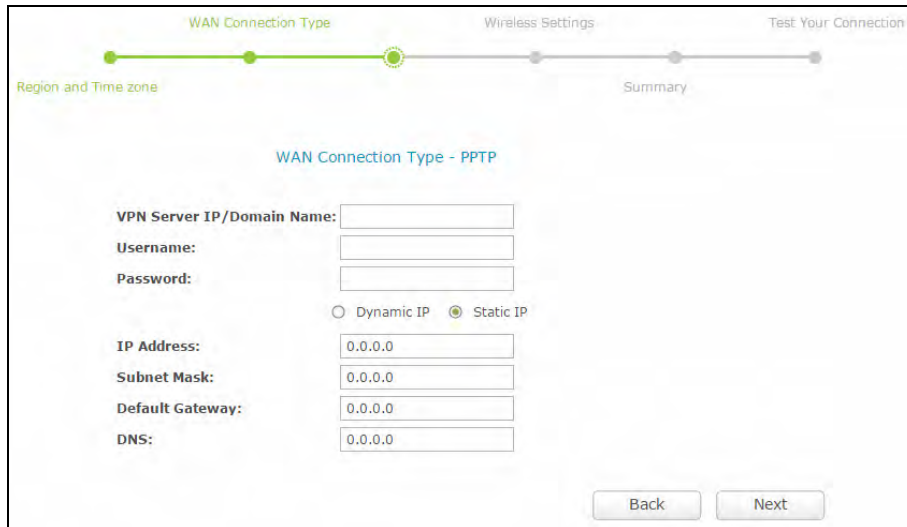 WAN Connection Type Wireless Settings Test Your Connection
Region and Time zone Summary
WAN Connection Type - PPTP
VPN Server IP/Domain Name:
Username:
Password:
Dynamic IP Static IP
IP Address: 0.0.0.0
Subnet Mask: 0.0.0.0
Default Gateway: 0.0.0.0
DNS: 0.0.0.0
Back Next